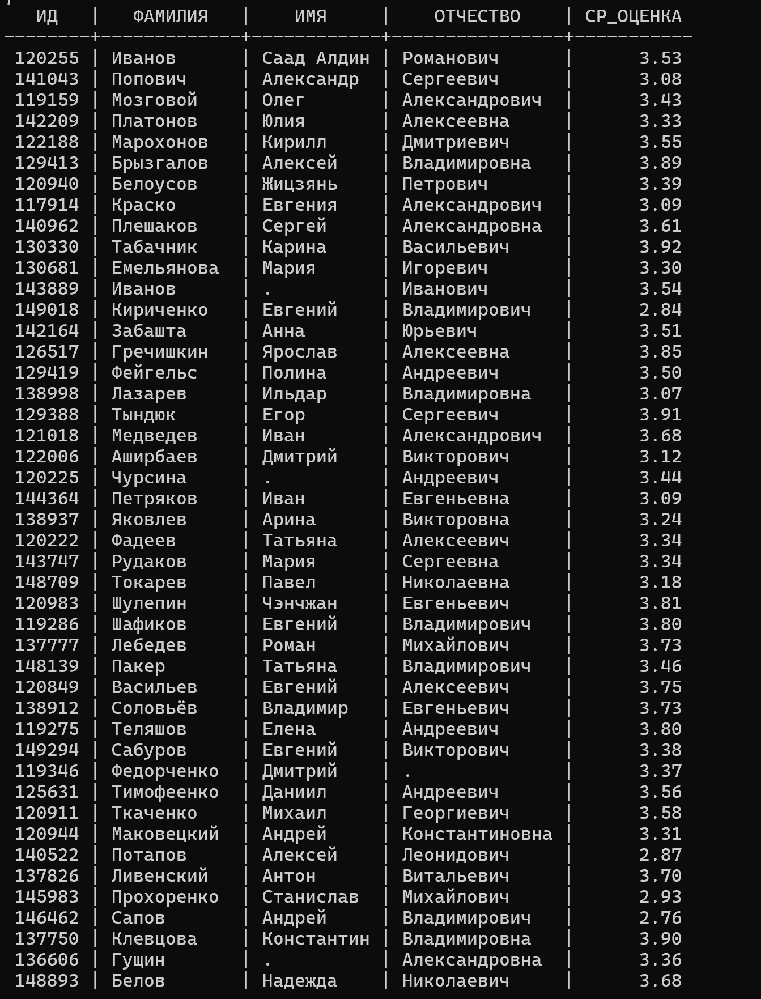 ИД | ФАМИЛИЯ | ИМЯ | ОТЧЕСТВО | СР_ОЦЕНКА
--------+-------------+------------+----------------+-----------
120255 | Иванов | Саад Алдин | Романович | 3.53
141043 | Попович | Александр | Сергеевич | 3.08
119159 | Мозговой | Олег | Александрович | 3.43
142209 | Платонов | Юлия | Алексеевна | 3.33
122188 | Марохонов | Кирилл | Дмитриевич | 3.55
129413 | Брызгалов | Алексей | Владимировна | 3.89
120940 | Белоусов | Жицзянь | Петрович | 3.39
117914 | Краско | Евгения | Александрович | 3.09
140962 | Плешаков | Сергей | Александровна | 3.61
130330 | Табачник | Карина | Васильевич | 3.92
130681 | Емельянова | Мария | Игоревич | 3.30
143889 | Иванов | . | Иванович | 3.54
149018 | Кириченко | Евгений | Владимирович | 2.84
142164 | Забашта | Анна | Юрьевич | 3.51
126517 | Гречишкин | Ярослав | Алексеевна | 3.85
129419 | Фейгельс | Полина | Андреевич | 3.50
138998 | Лазарев | Ильдар | Владимировна | 3.07
129388 | Тындюк | Егор | Сергеевич | 3.91
121018 | Медведев | Иван | Александрович | 3.68
122006 | Аширбаев | Дмитрий | Викторович | 3.12
120225 | Чурсина | . | Андреевич | 3.44
144364 | Петряков | Иван | Евгеньевна | 3.09
138937 | Яковлев | Арина | Викторовна | 3.24
120222 | Фадеев | Татьяна | Алексеевич | 3.34
143747 | Рудаков | Мария | Сергеевна | 3.34
148709 | Токарев | Павел | Николаевна | 3.18
120983 | Шулепин | Чэнчжан | Евгеньевич | 3.81
119286 | Шафиков | Евгений | Владимирович | 3.80
137777 | Лебедев | Роман | Михайлович | 3.73
148139 | Пакер | Татьяна | Владимирович | 3.46
120849 | Васильев | Евгений | Алексеевич | 3.75
138912 | Соловьёв | Владимир | Евгеньевич | 3.73
119275 | Теляшов | Елена | Андреевич | 3.80
149294 | Сабуров | Евгений | Викторович | 3.38
119346 | Федорченко | Дмитрий | . | 3.37
125631 | Тимофеенко | Даниил | Андреевич | 3.56
120911 | Ткаченко | Михаил | Георгиевич | 3.58
120944 | Маковецкий | Андрей | Константиновна | 3.31
140522 | Потапов | Алексей | Леонидович | 2.87
137826 | Ливенский | Антон | Витальевич | 3.70
145983 | Прохоренко | Станислав | Михайлович | 2.93
146462 | Сапов | Андрей | Владимирович | 2.76
137750 | Клевцова | Константин | Владимировна | 3.90
136606 | Гущин | . | Александровна | 3.36
148893 | Белов | Надежда | Николаевич | 3.68